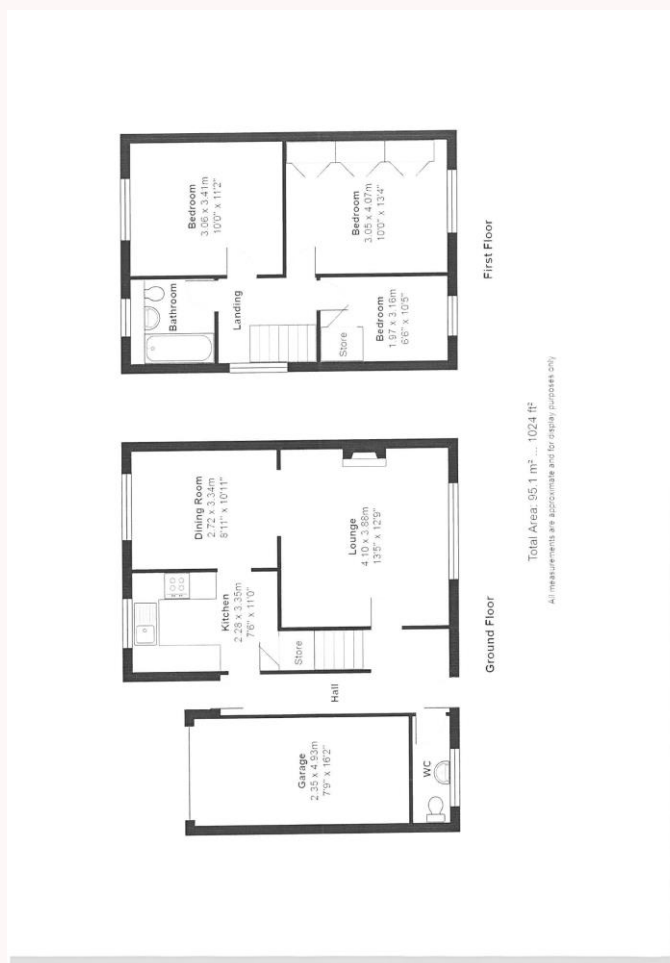 Bedroom
3.06 x 3.41m
10'0" x 11'2"
Bathroom
Landing
Bedroom
3.05 x 4.07m
10'0" x 13'4"
Bedroom
1.97 x 3.16m
6'6" x 10'5"
Store
First Floor
Dining Room
2.72 x 3.34m
8'11" x 10'11"
Kitchen
2.28 x 3.35m
7'6" x 11'0"
Lounge
4.10 x 3.88m
13'5" x 12'9"
Store
Hall
Garage
2.35 x 4.93m
7'9" x 16'2"
WC
Ground Floor
Total Area: 95.1 m² ... 1024 ft²
All measurements are approximate and for display purposes only